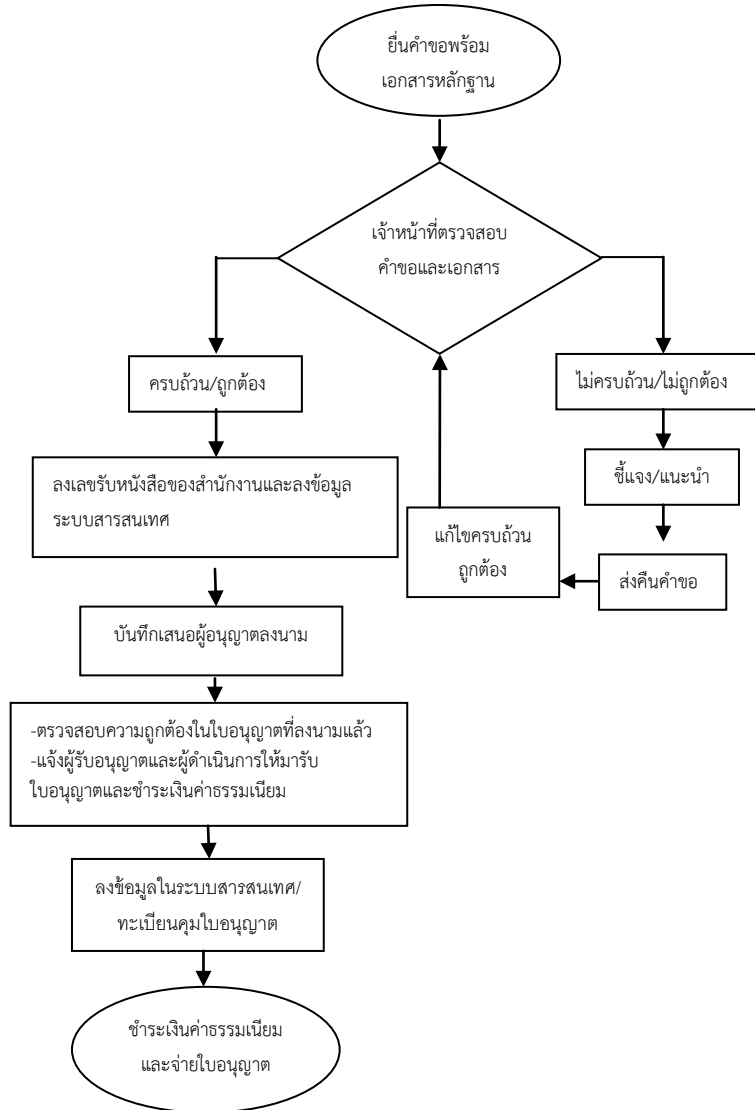 ยื่นคำขอพร้อม
เอกสารหลักฐาน
เจ้าหน้าที่ตรวจสอบ
คำขอและเอกสาร
ครบถ้วน/ถูกต้อง
ไม่ครบถ้วน/ไม่ถูกต้อง
ชี้แจง/แนะนำ
ส่งคืนคำขอ
แก้ไขครบถ้วน
ถูกต้อง
ลงเลขรับหนังสือของสำนักงานและลงข้อมูล
ระบบสารสนเทศ
บันทึกเสนอผู้อนุญาตลงนาม
-ตรวจสอบความถูกต้องในใบอนุญาตที่ลงนามแล้ว
-แจ้งผู้รับอนุญาตและผู้ดำเนินการให้มารับ
ใบอนุญาตและชำระเงินค่าธรรมเนียม
ลงข้อมูลในระบบสารสนเทศ/
ทะเบียนคุมใบอนุญาต
ชำระเงินค่าธรรมเนียม
และจ่ายใบอนุญาต